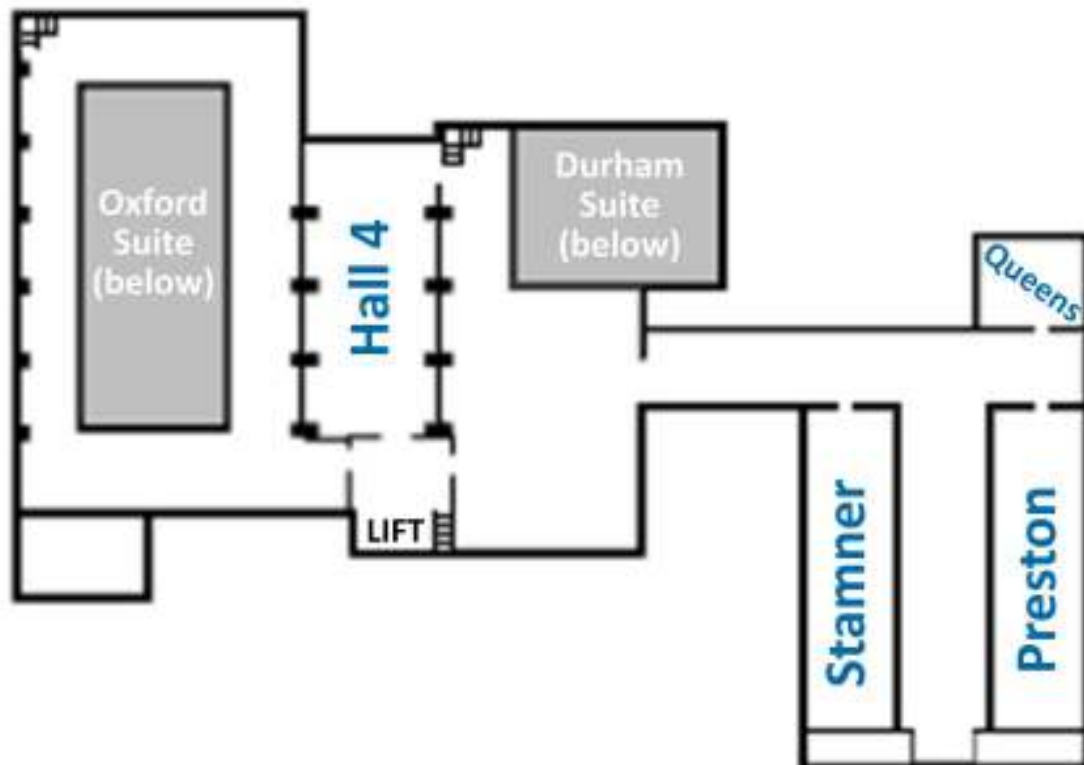 Oxford
Suite
(below)
Hall 4
Durham
Suite
(below)
Queens
LIFT
Stamner
Preston